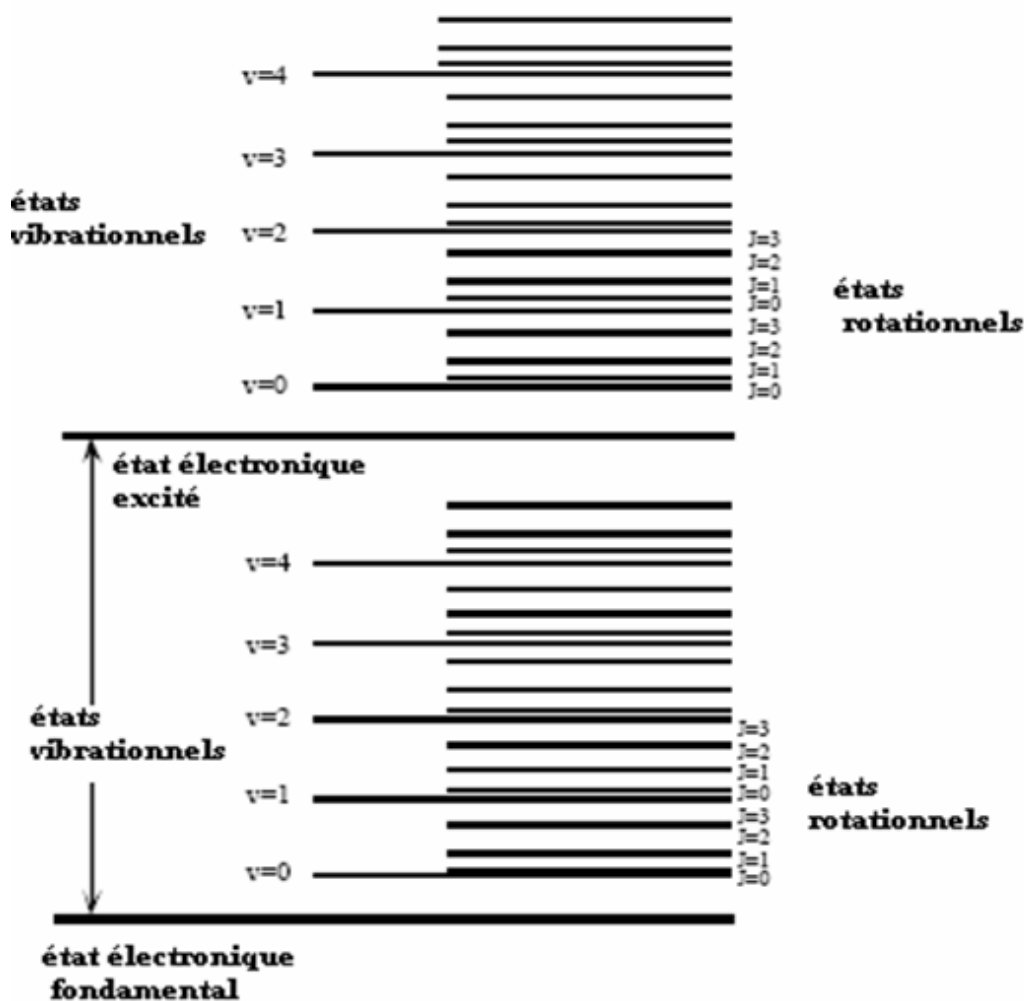 v=4
v=3
états
vibrationnels
v=2
J=3
J=2
J=1
J=0
états
rotationnels
v=1
J=3
J=2
J=1
J=0
v=0
état électronique
excité
v=4
v=3
états
vibrationnels
v=2
J=3
J=2
J=1
J=0
états
rotationnels
v=1
J=3
J=2
J=1
J=0
v=0
état électronique
fondamental